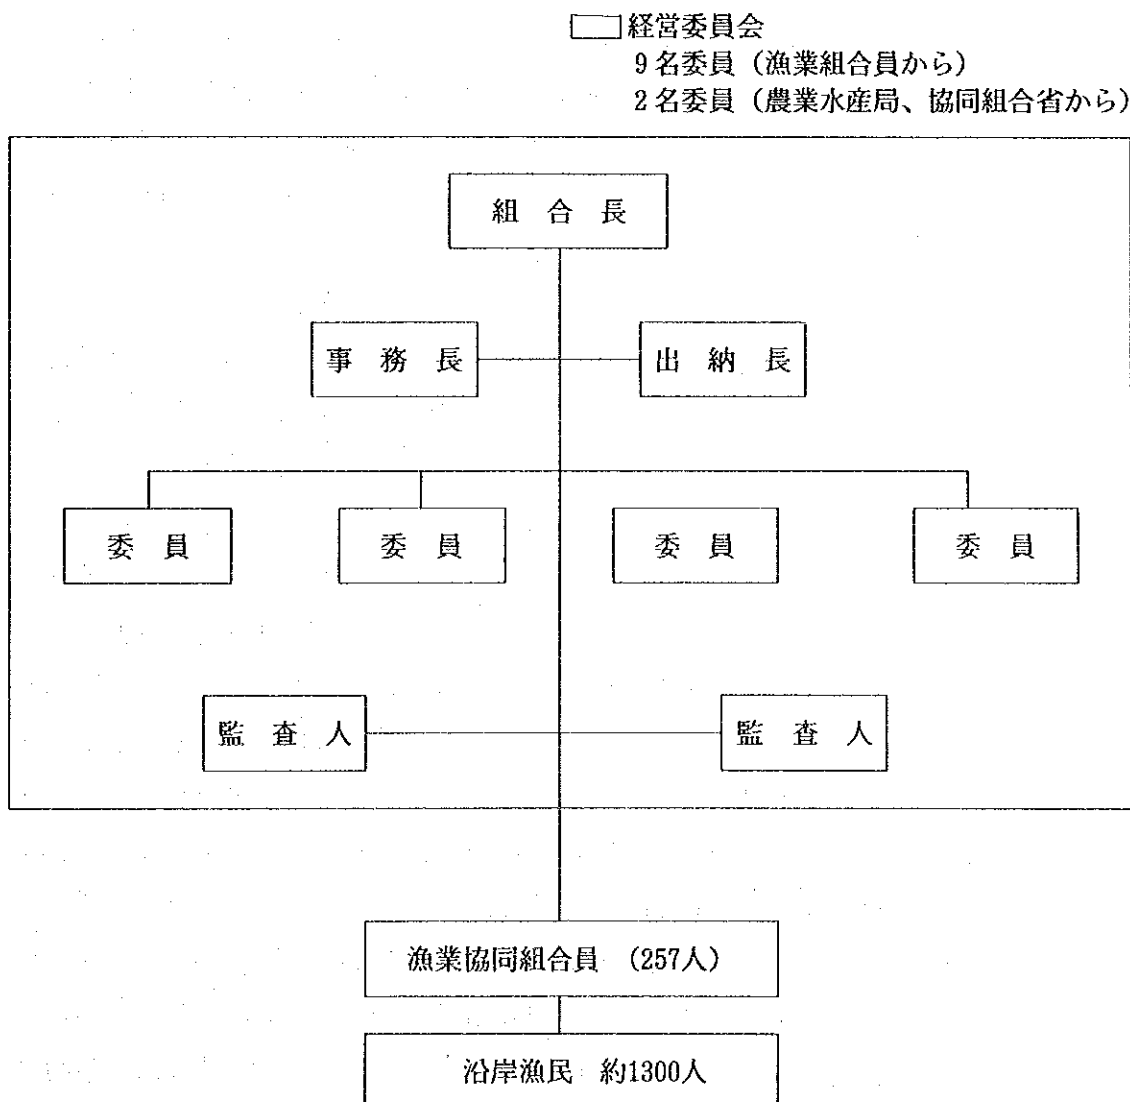 経営委員会
9名委員（漁業組合員から）
2名委員（農業水産局、協同組合省から）
組　合　長
事　務　長　出　納　長
委　員　委　員　委　員　委　員
監　査　人　監　査　人
漁業協同組合員　（257人）
沿岸漁民　約1300人